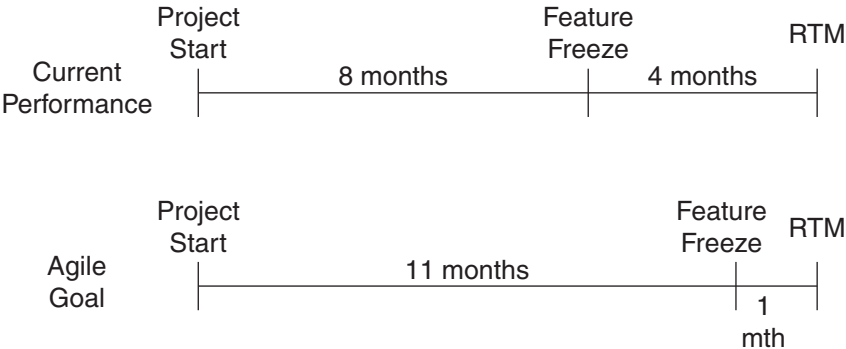 Project
Start
Feature
Freeze
RTM
Current
Performance
8 months
4 months
Project
Start
Feature
Freeze
RTM
Agile
Goal
11 months
1
mth